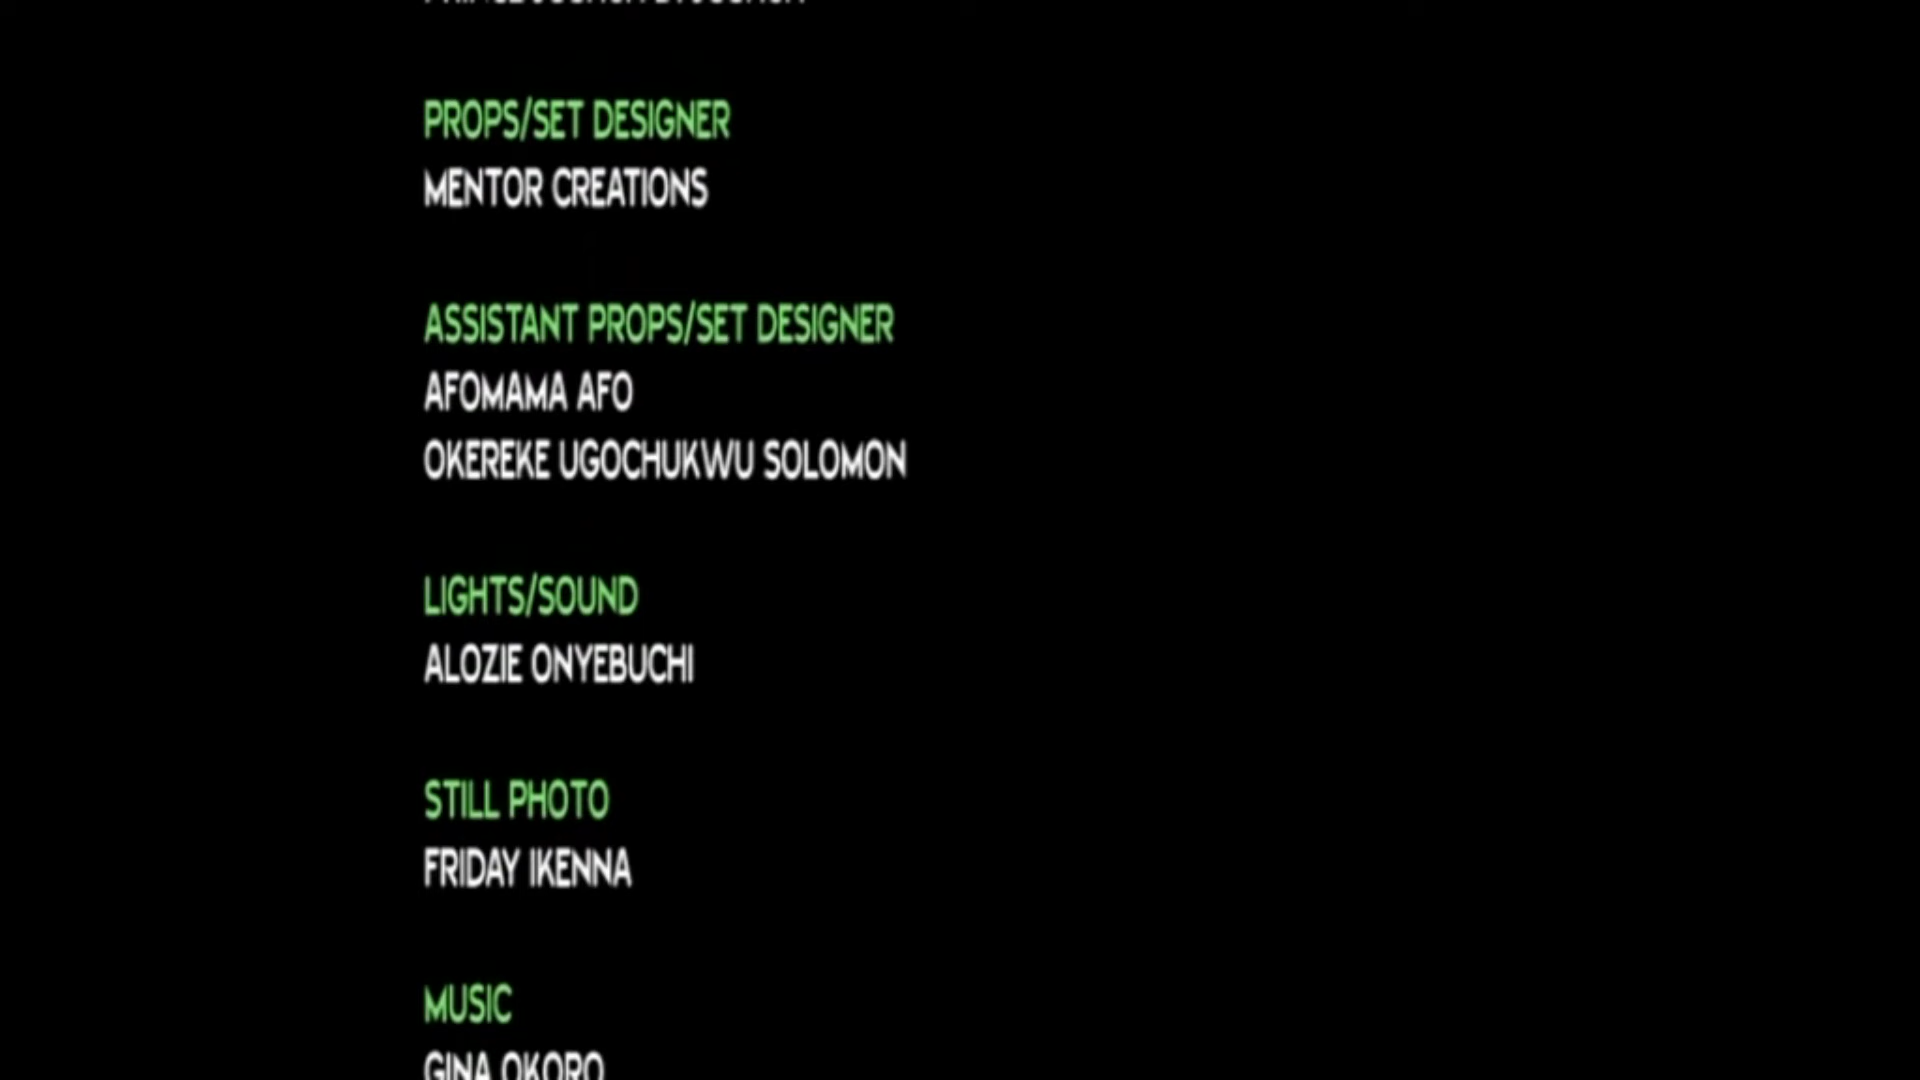 PROPS/SET DESIGNER
MENTOR CREATIONS
ASSISTANT PROPS/SET DESIGNER
AFOMAMA AFO
OKEREKE UGOCHUKWU SOLOMON
LIGHTS/SOUND
ALOZIE ONYEBUCHI
STILL PHOTO
FRIDAY IKENNA
MUSIC
GINA OKORO